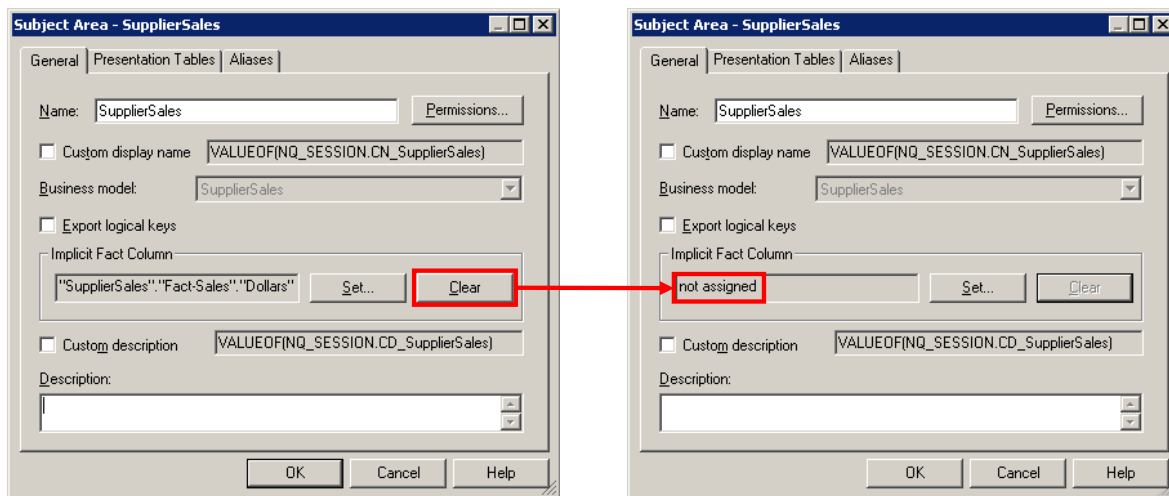 Subject Area - SupplierSales
General Presentation Tables Aliases
Name: SupplierSales Permissions...
Custom display name VALUEOF(NQ_SESSION.CN_SupplierSales)
Business model: SupplierSales
Export logical keys
Implicit Fact Column
"SupplierSales"."Fact-Sales"."Dollars" Set... Clear
Custom description VALUEOF(NQ_SESSION.CD_SupplierSales)
Description:
OK Cancel Help
Subject Area - SupplierSales
General Presentation Tables Aliases
Name: SupplierSales Permissions...
Custom display name VALUEOF(NQ_SESSION.CN_SupplierSales)
Business model: SupplierSales
Export logical keys
Implicit Fact Column
not assigned Set... Clear
Custom description VALUEOF(NQ_SESSION.CD_SupplierSales)
Description:
OK Cancel Help